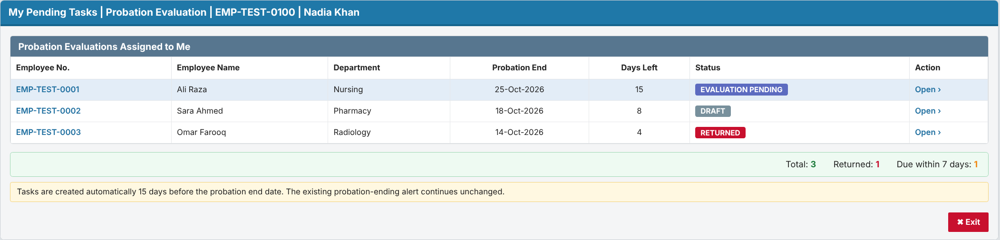 My Pending Tasks | Probation Evaluation | EMP-TEST-0100 | Nadia Khan
Probation Evaluations Assigned to Me
Employee No. Employee Name Department Probation End Days Left Status Action
EMP-TEST-0001 Ali Raza Nursing 25-Oct-2026 15 EVALUATION PENDING Open ›
EMP-TEST-0002 Sara Ahmed Pharmacy 18-Oct-2026 8 DRAFT Open ›
EMP-TEST-0003 Omar Farooq Radiology 14-Oct-2026 4 RETURNED Open ›
Total: 3 Returned: 1 Due within 7 days: 1
Tasks are created automatically 15 days before the probation end date. The existing probation-ending alert continues unchanged.
✖ Exit